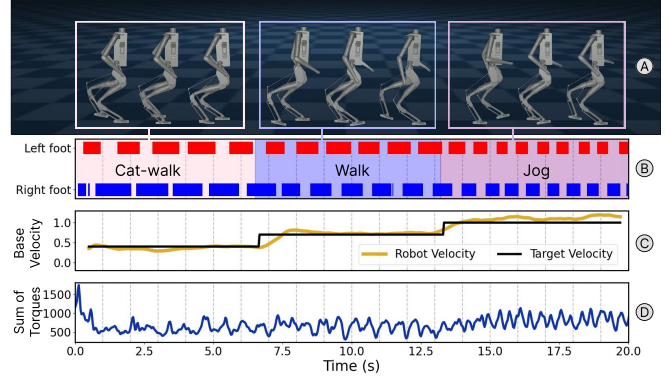 A
Left foot
Cat-walk Walk Jog
B
Right foot
Base Velocity
1.0
0.5
0.0
Robot Velocity Target Velocity
C
Sum of Torques
1500
1000
500
D
0.0 2.5 5.0 7.5 10.0 12.5 15.0 17.5 20.0
Time (s)